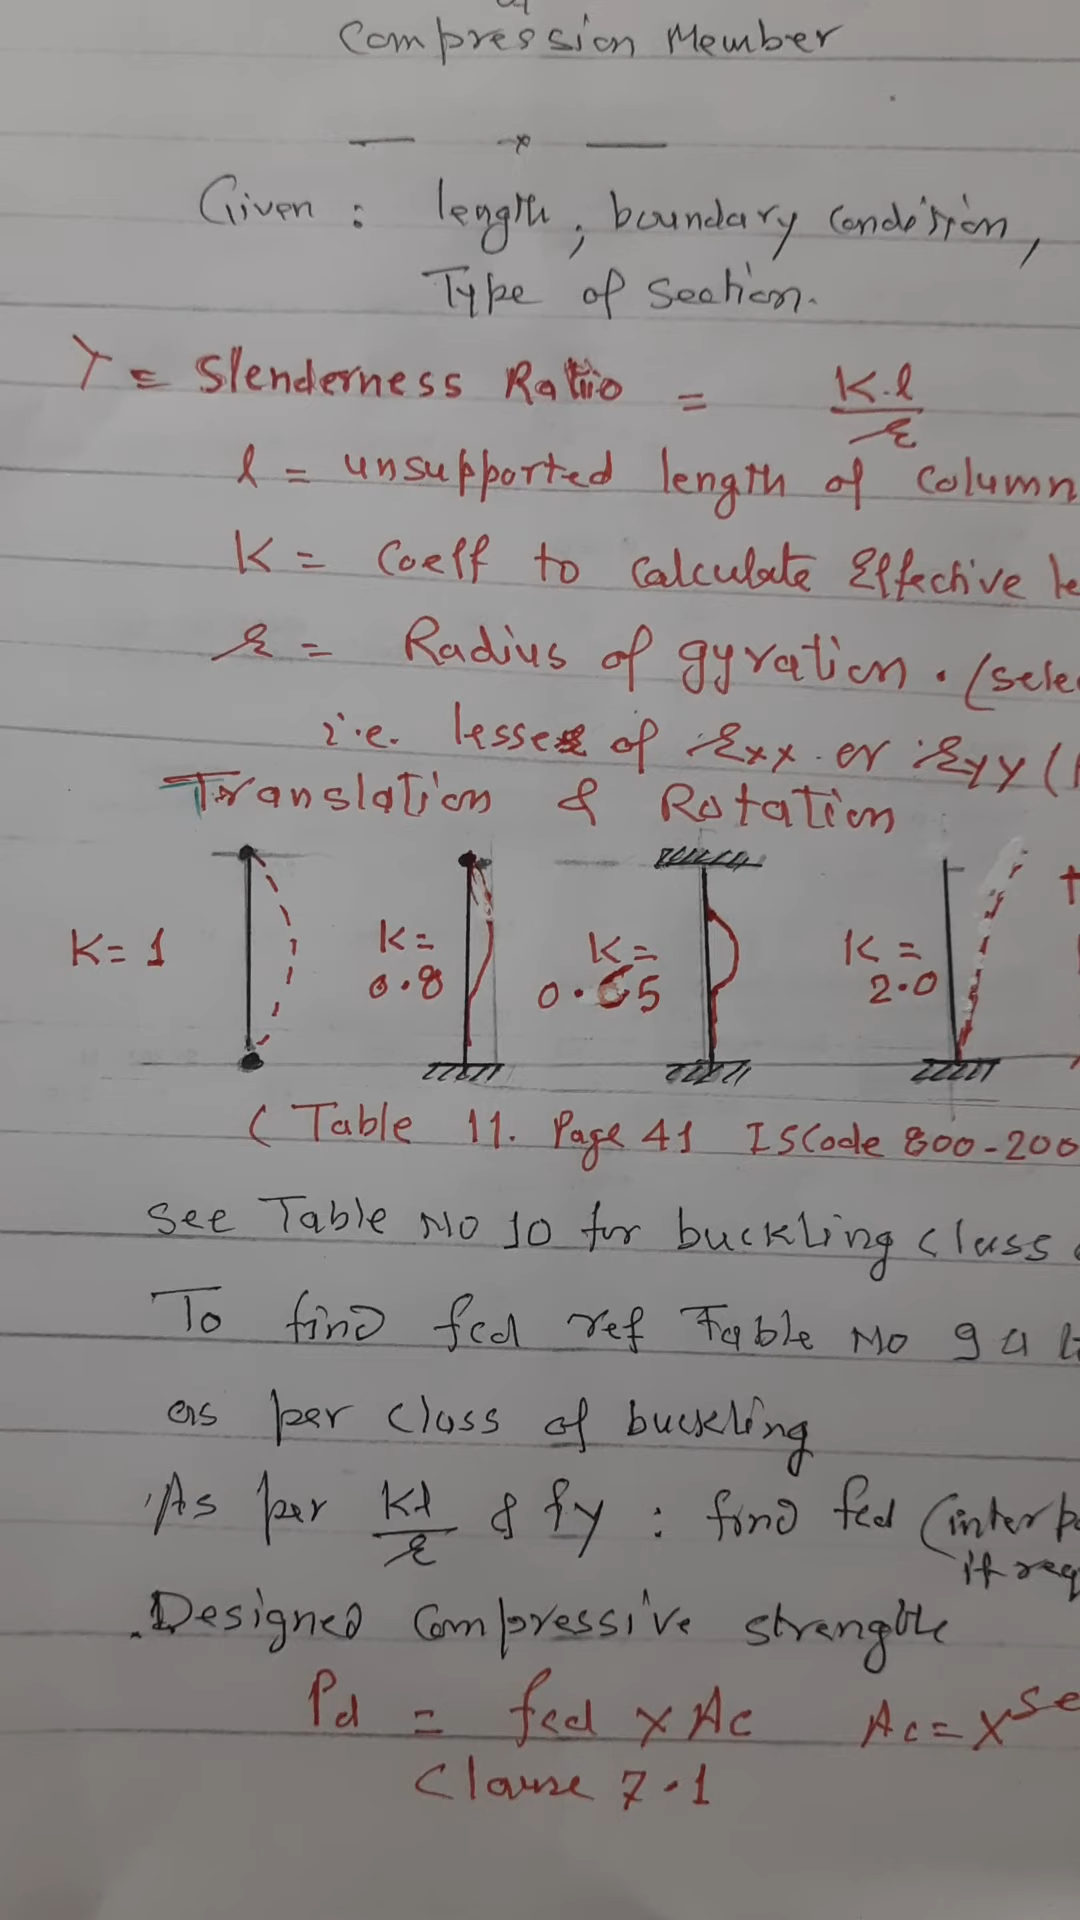 Compression Member
Given : length, boundary condition,
Type of Section.
λ = Slenderness Ratio = K.l / r
l = unsupported length of Column
K = Coeff to Calculate Effective le
r = Radius of gyration . (sele
i.e. lesser of rxx or ryy (
Translation & Rotation
K= 1 K= 0.8 K= 0.65 K= 2.0
( Table 11. Page 41 IS Code 800-200
See Table No 10 for buckling class
To find fcd ref Table No 9 a
as per class of buckling
As per Kl / r & fy : find fcd (interp
if req
Designed Compressive strength
Pd = fcd x Ac Ac = x se
Clause 7.1